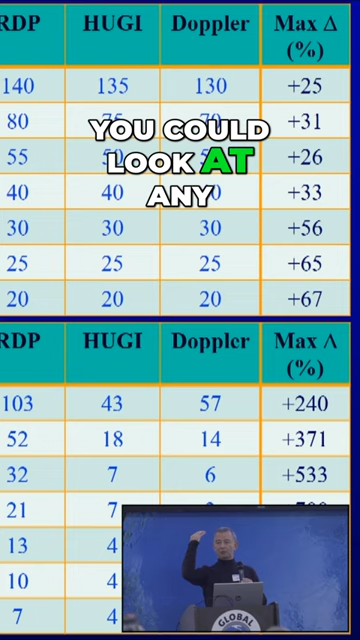 RDP HUGI Doppler Max Δ (%)
140 135 130 +25
80 +31
55 +26
40 40 +33
30 30 30 +56
25 25 25 +65
20 20 20 +67
YOU COULD
LOOK AT
ANY
RDP HUGI Doppler Max Δ (%)
103 43 57 +240
52 18 14 +371
32 7 6 +533
21 7
13 4
10 4
7 4
GLOBAL